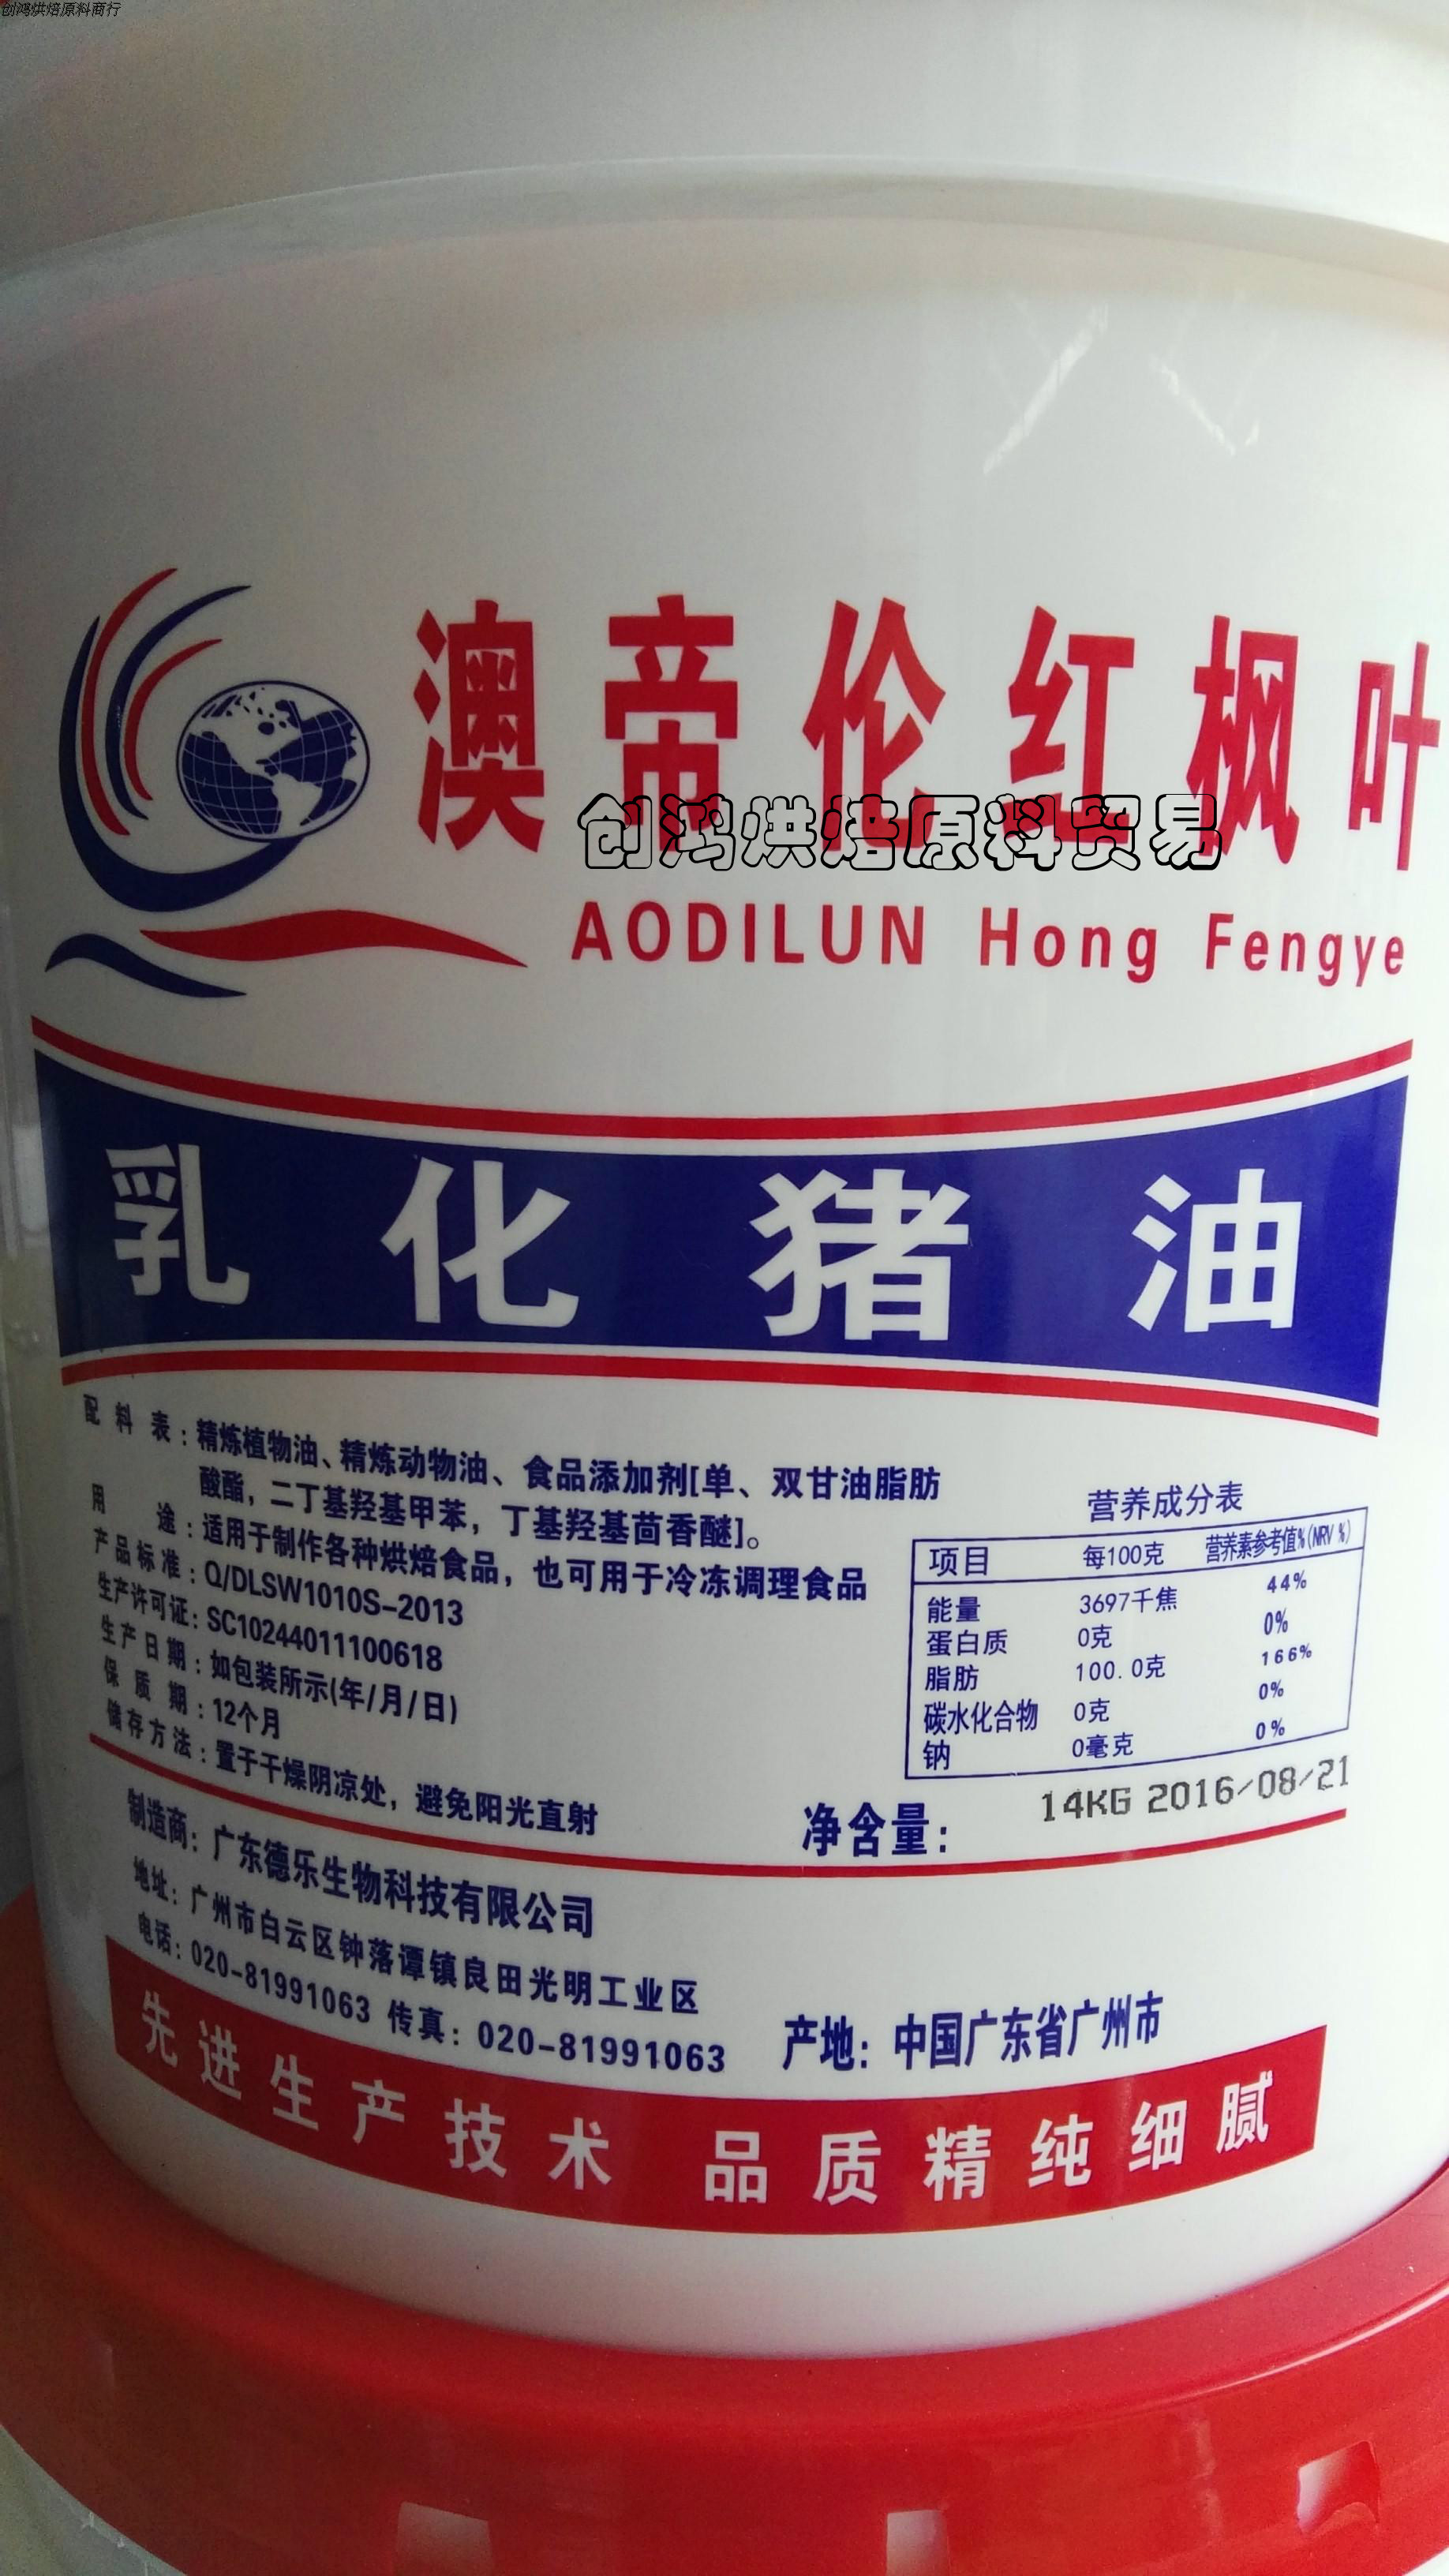 创鸿烘焙原料商行
澳帝伦红枫叶
创鸿烘焙原料贸易
AODILUN Hong Fengye
乳化猪油
配料表：精炼植物油、精炼动物油、食品添加剂[单、双甘油脂肪
酸酯，二丁基羟基甲苯，丁基羟基茴香醚]。
用途：适用于制作各种烘焙食品，也可用于冷冻调理食品
产品标准：Q/DLSW1010S-2013
生产许可证：SC10244011100618
生产日期：如包装所示(年/月/日)
保质期：12个月
储存方法：置于干燥阴凉处，避免阳光直射
营养成分表
项目 每100克 营养素参考值%(NRV %)
能量 3697千焦 44%
蛋白质 0克 0%
脂肪 100.0克 166%
碳水化合物 0克 0%
钠 0毫克 0%
净含量： 14KG 2016/08/21
制造商：广东德乐生物科技有限公司
地址：广州市白云区钟落谭镇良田光明工业区
电话：020-81991063 传真：020-81991063
产地：中国广东省广州市
先进生产技术 品质精纯细腻